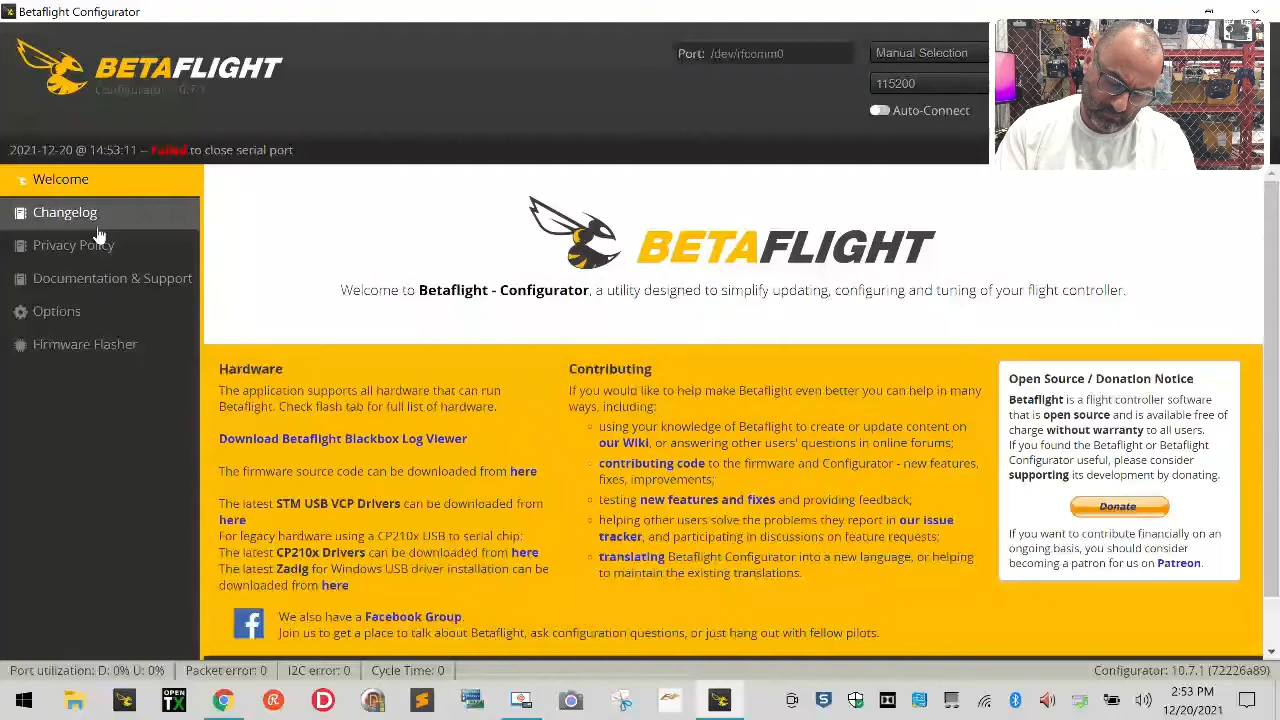 Betaflight Configurator
BETAFLIGHT
Configurator 0.7.1
Port: /dev/rfcomm0
Manual Selection
115200
Auto-Connect
2021-12-20 @ 14:53:11 -- Failed to close serial port
Welcome
Changelog
Privacy Policy
Documentation & Support
Options
Firmware Flasher
BETAFLIGHT
Welcome to Betaflight - Configurator, a utility designed to simplify updating, configuring and tuning of your flight controller.
Hardware
The application supports all hardware that can run
Betaflight. Check flash tab for full list of hardware.
Download Betaflight Blackbox Log Viewer
The firmware source code can be downloaded from here
The latest STM USB VCP Drivers can be downloaded from
here
For legacy hardware using a CP210x USB to serial chip:
The latest CP210x Drivers can be downloaded from here
The latest Zadig for Windows USB driver installation can be
downloaded from here
Contributing
If you would like to help make Betaflight even better you can help in many
ways, including:
using your knowledge of Betaflight to create or update content on
our Wiki, or answering other users' questions in online forums;
contributing code to the firmware and Configurator - new features,
fixes, improvements;
testing new features and fixes and providing feedback;
helping other users solve the problems they report in our issue
tracker, and participating in discussions on feature requests;
translating Betaflight Configurator into a new language, or helping
to maintain the existing translations.
Open Source / Donation Notice
Betaflight is a flight controller software
that is open source and is available free of
charge without warranty to all users.
If you found the Betaflight or Betaflight
Configurator useful, please consider
supporting its development by donating.
Donate
If you want to contribute financially on an
ongoing basis, you should consider
becoming a patron for us on Patreon.
We also have a Facebook Group.
Join us to get a place to talk about Betaflight, ask configuration questions, or just hang out with fellow pilots.
Port utilization: D: 0% U: 0%
Packet error: 0
I2C error: 0
Cycle Time: 0
Configurator: 10.7.1 (72226a89)
OPEN
TX
2:53 PM
12/20/2021